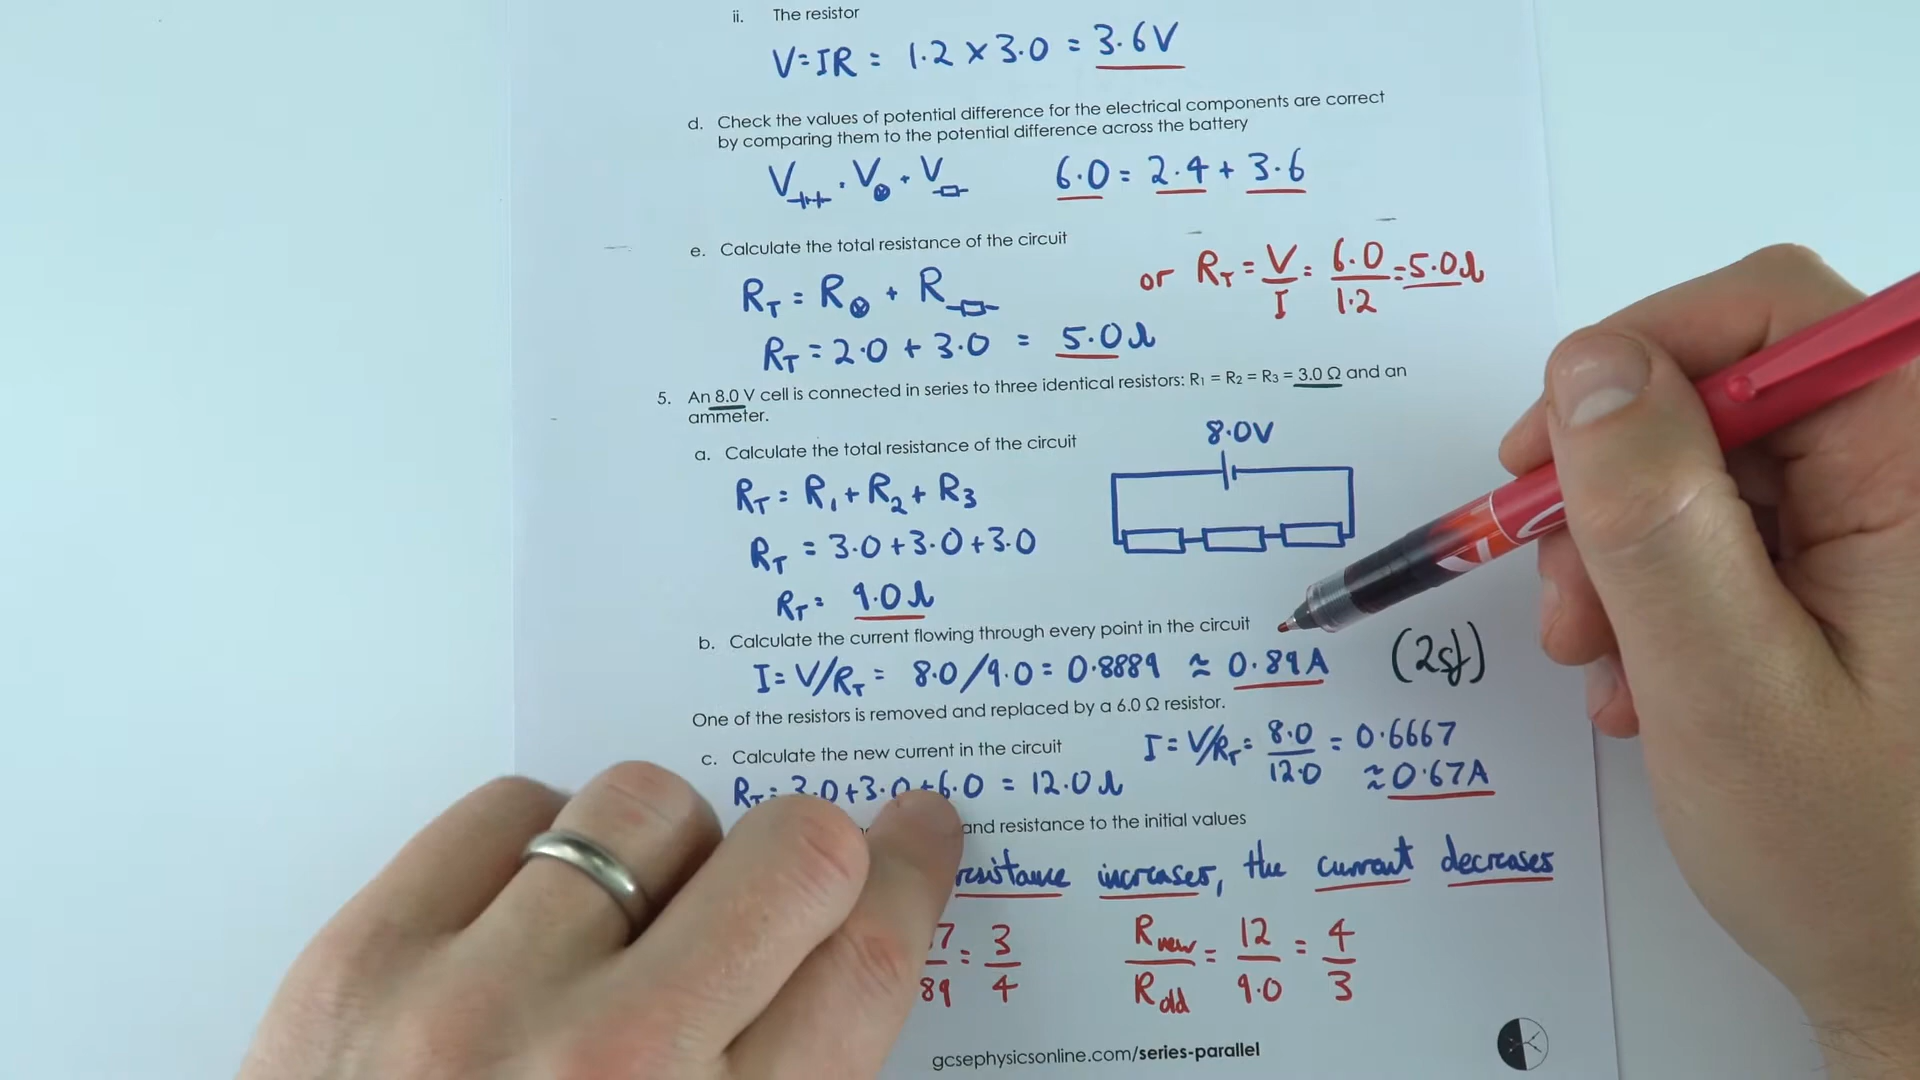 ii. The resistor
V = IR = 1.2 × 3.0 = 3.6V
d. Check the values of potential difference for the electrical components are correct
by comparing them to the potential difference across the battery
V . V + V 6.0 = 2.4 + 3.6
e. Calculate the total resistance of the circuit
or R_T = V/I = 6.0/1.2 = 5.0Ω
R_T = R + R
R_T = 2.0 + 3.0 = 5.0Ω
5. An 8.0 V cell is connected in series to three identical resistors: R₁ = R₂ = R₃ = 3.0 Ω and an
ammeter.
8.0V
a. Calculate the total resistance of the circuit
R_T = R₁ + R₂ + R₃
R_T = 3.0 + 3.0 + 3.0
R_T = 9.0Ω
b. Calculate the current flowing through every point in the circuit
I = V/R_T = 8.0/9.0 = 0.8889 ≈ 0.89A (2sf)
One of the resistors is removed and replaced by a 6.0 Ω resistor.
c. Calculate the new current in the circuit
I = V/R_T = 8.0/12.0 = 0.6667
≈ 0.67A
R_T = 3.0 + 3.0 + 6.0 = 12.0Ω
and resistance to the initial values
resistance increases, the current decreases
7/89 = 3/4 R_new/R_old = 12/9.0 = 4/3
gcsephysicsonline.com/series-parallel